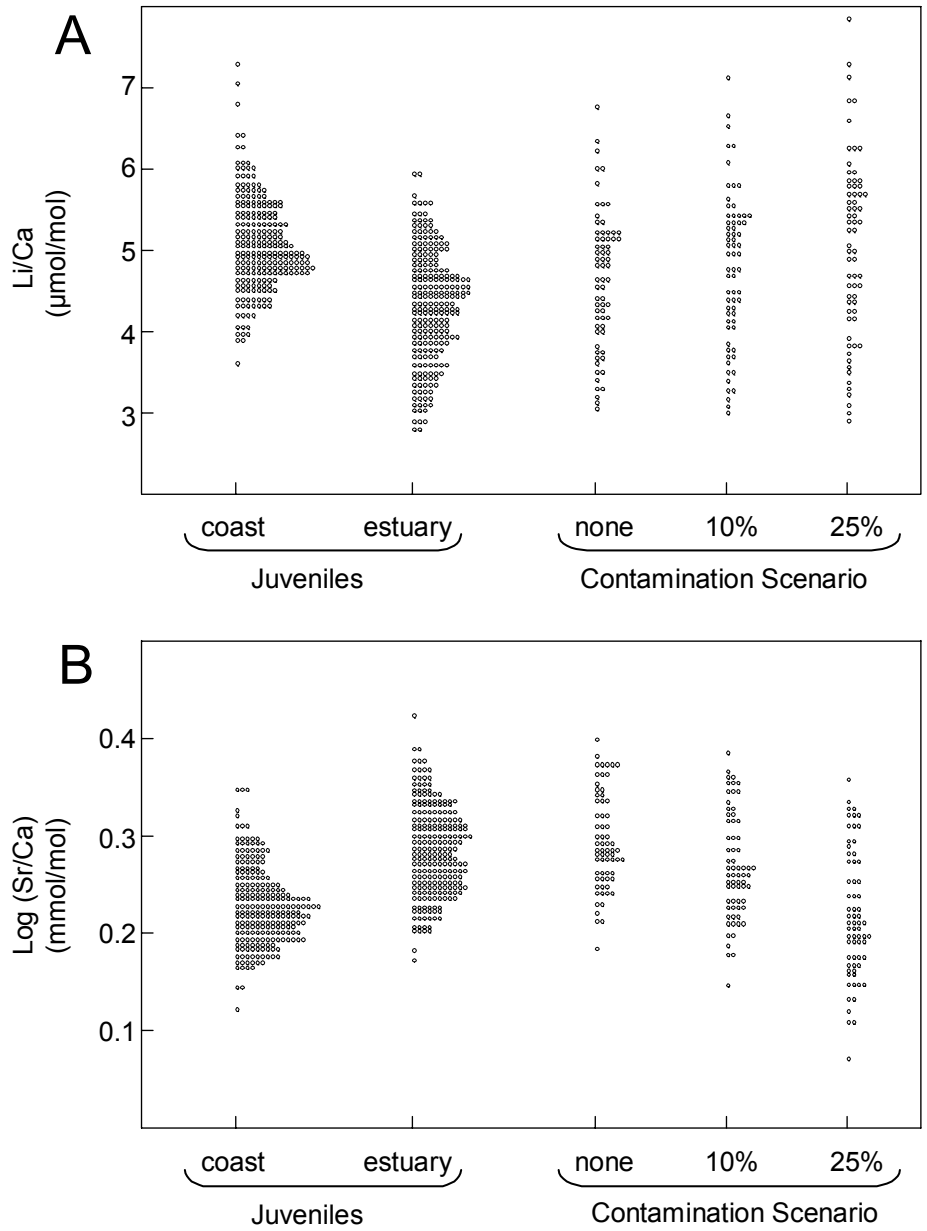 A
7
6
5
4
3
Li/Ca
(µmol/mol)
coast estuary none 10% 25%
Juveniles Contamination Scenario
B
0.4
0.3
0.2
0.1
Log (Sr/Ca)
(mmol/mol)
coast estuary none 10% 25%
Juveniles Contamination Scenario